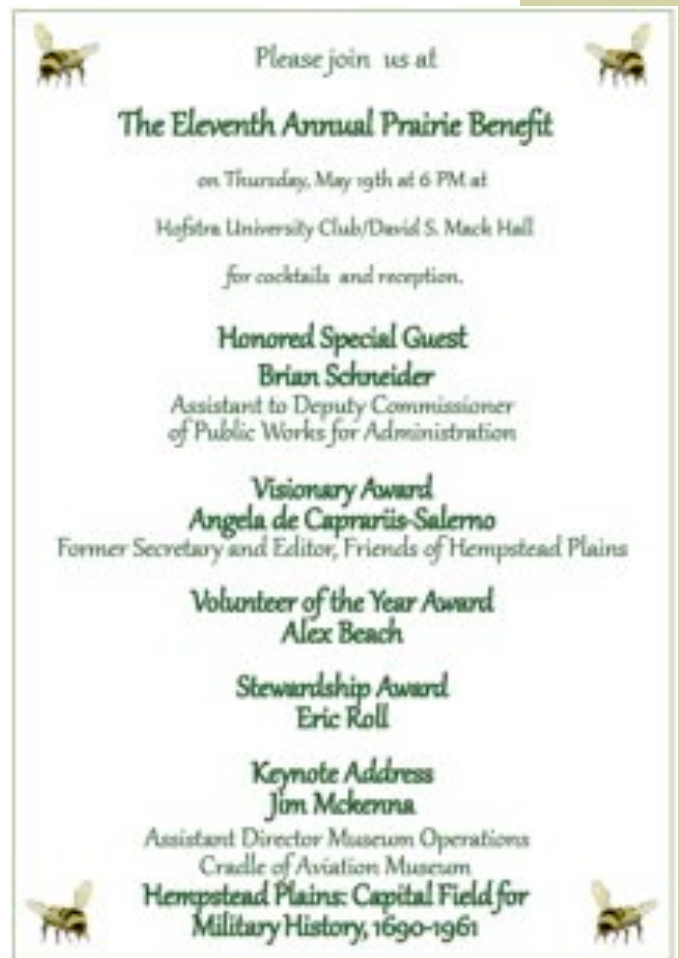 Please join us at
The Eleventh Annual Prairie Benefit
on Thursday, May 19th at 6 PM at
Hofstra University Club/David S. Mack Hall
for cocktails and reception.
Honored Special Guest
Brian Schneider
Assistant to Deputy Commissioner
of Public Works for Administration
Visionary Award
Angela de Caprariis-Salerno
Former Secretary and Editor, Friends of Hempstead Plains
Volunteer of the Year Award
Alex Beach
Stewardship Award
Eric Roll
Keynote Address
Jim Mckenna
Assistant Director Museum Operations
Cradle of Aviation Museum
Hempstead Plains: Capital Field for
Military History, 1690-1961